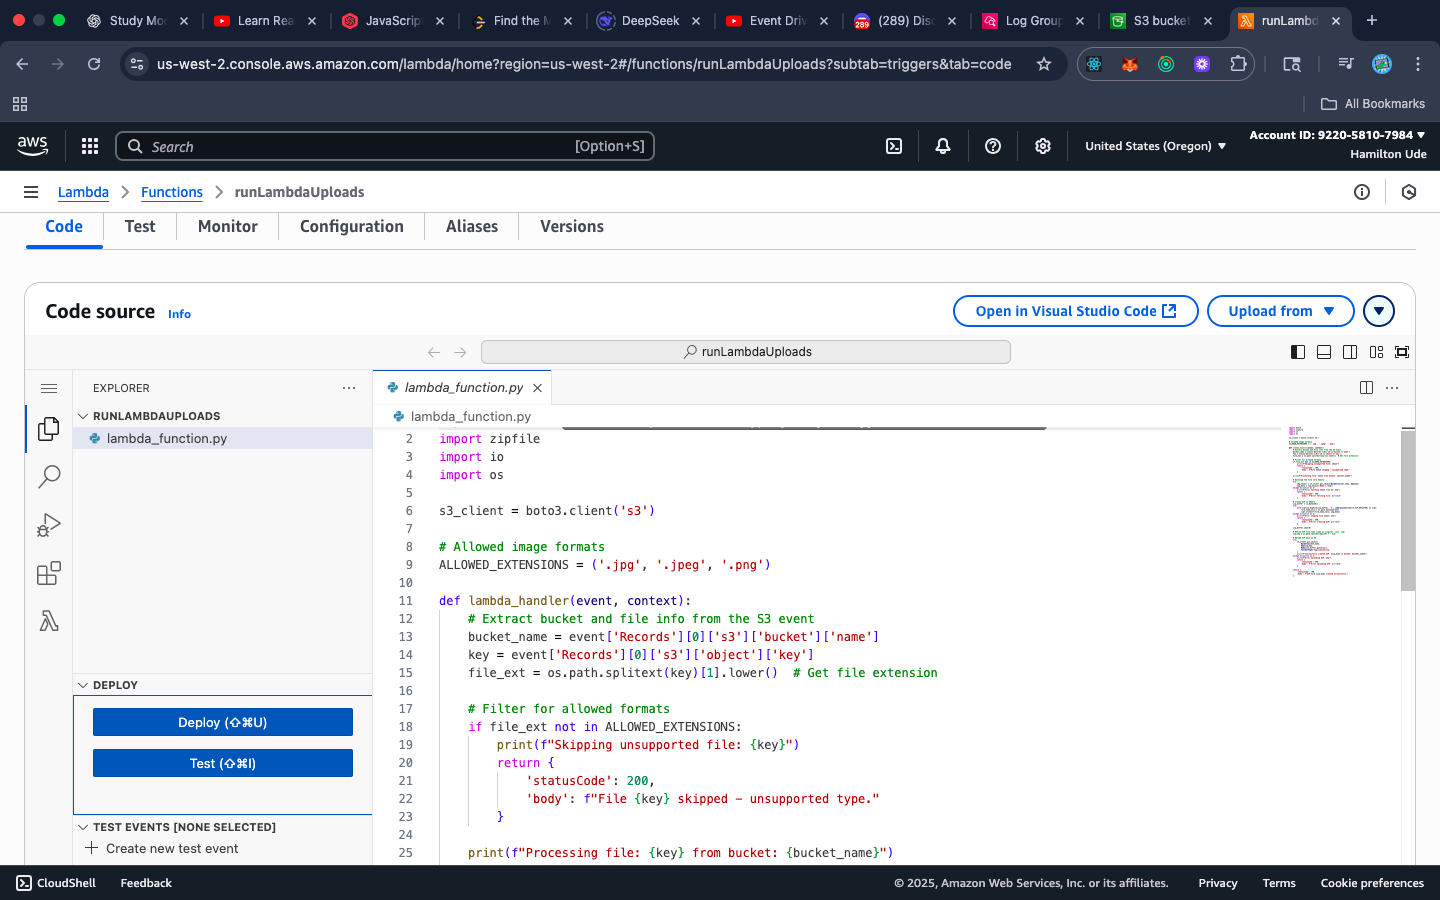 Study Mo
Learn Rea
JavaScrip
Find the M
DeepSeek
Event Driv
289
(289) Disc
Log Group
S3 bucket
runLambd
us-west-2.console.aws.amazon.com/lambda/home?region=us-west-2#/functions/runLambdaUploads?subtab=triggers&tab=code
All Bookmarks
aws
Search
[Option+S]
United States (Oregon)
Account ID: 9220-5810-7984
Hamilton Ude
Lambda
Functions
runLambdaUploads
Code
Test
Monitor
Configuration
Aliases
Versions
Code source
Info
Open in Visual Studio Code
Upload from
runLambdaUploads
EXPLORER
RUNLAMBDAUPLOADS
lambda_function.py
DEPLOY
Deploy (⇧⌘U)
Test (⇧⌘I)
TEST EVENTS [NONE SELECTED]
Create new test event
lambda_function.py
lambda_function.py
2 import zipfile
3 import io
4 import os
5
6 s3_client = boto3.client('s3')
7
8 # Allowed image formats
9 ALLOWED_EXTENSIONS = ('.jpg', '.jpeg', '.png')
10
11 def lambda_handler(event, context):
12 # Extract bucket and file info from the S3 event
13 bucket_name = event['Records'][0]['s3']['bucket']['name']
14 key = event['Records'][0]['s3']['object']['key']
15 file_ext = os.path.splitext(key)[1].lower()  # Get file extension
16
17 # Filter for allowed formats
18 if file_ext not in ALLOWED_EXTENSIONS:
19 print(f"Skipping unsupported file: {key}")
20 return {
21 'statusCode': 200,
22 'body': f"File {key} skipped – unsupported type."
23 }
24
25 print(f"Processing file: {key} from bucket: {bucket_name}")
CloudShell
Feedback
© 2025, Amazon Web Services, Inc. or its affiliates.
Privacy
Terms
Cookie preferences